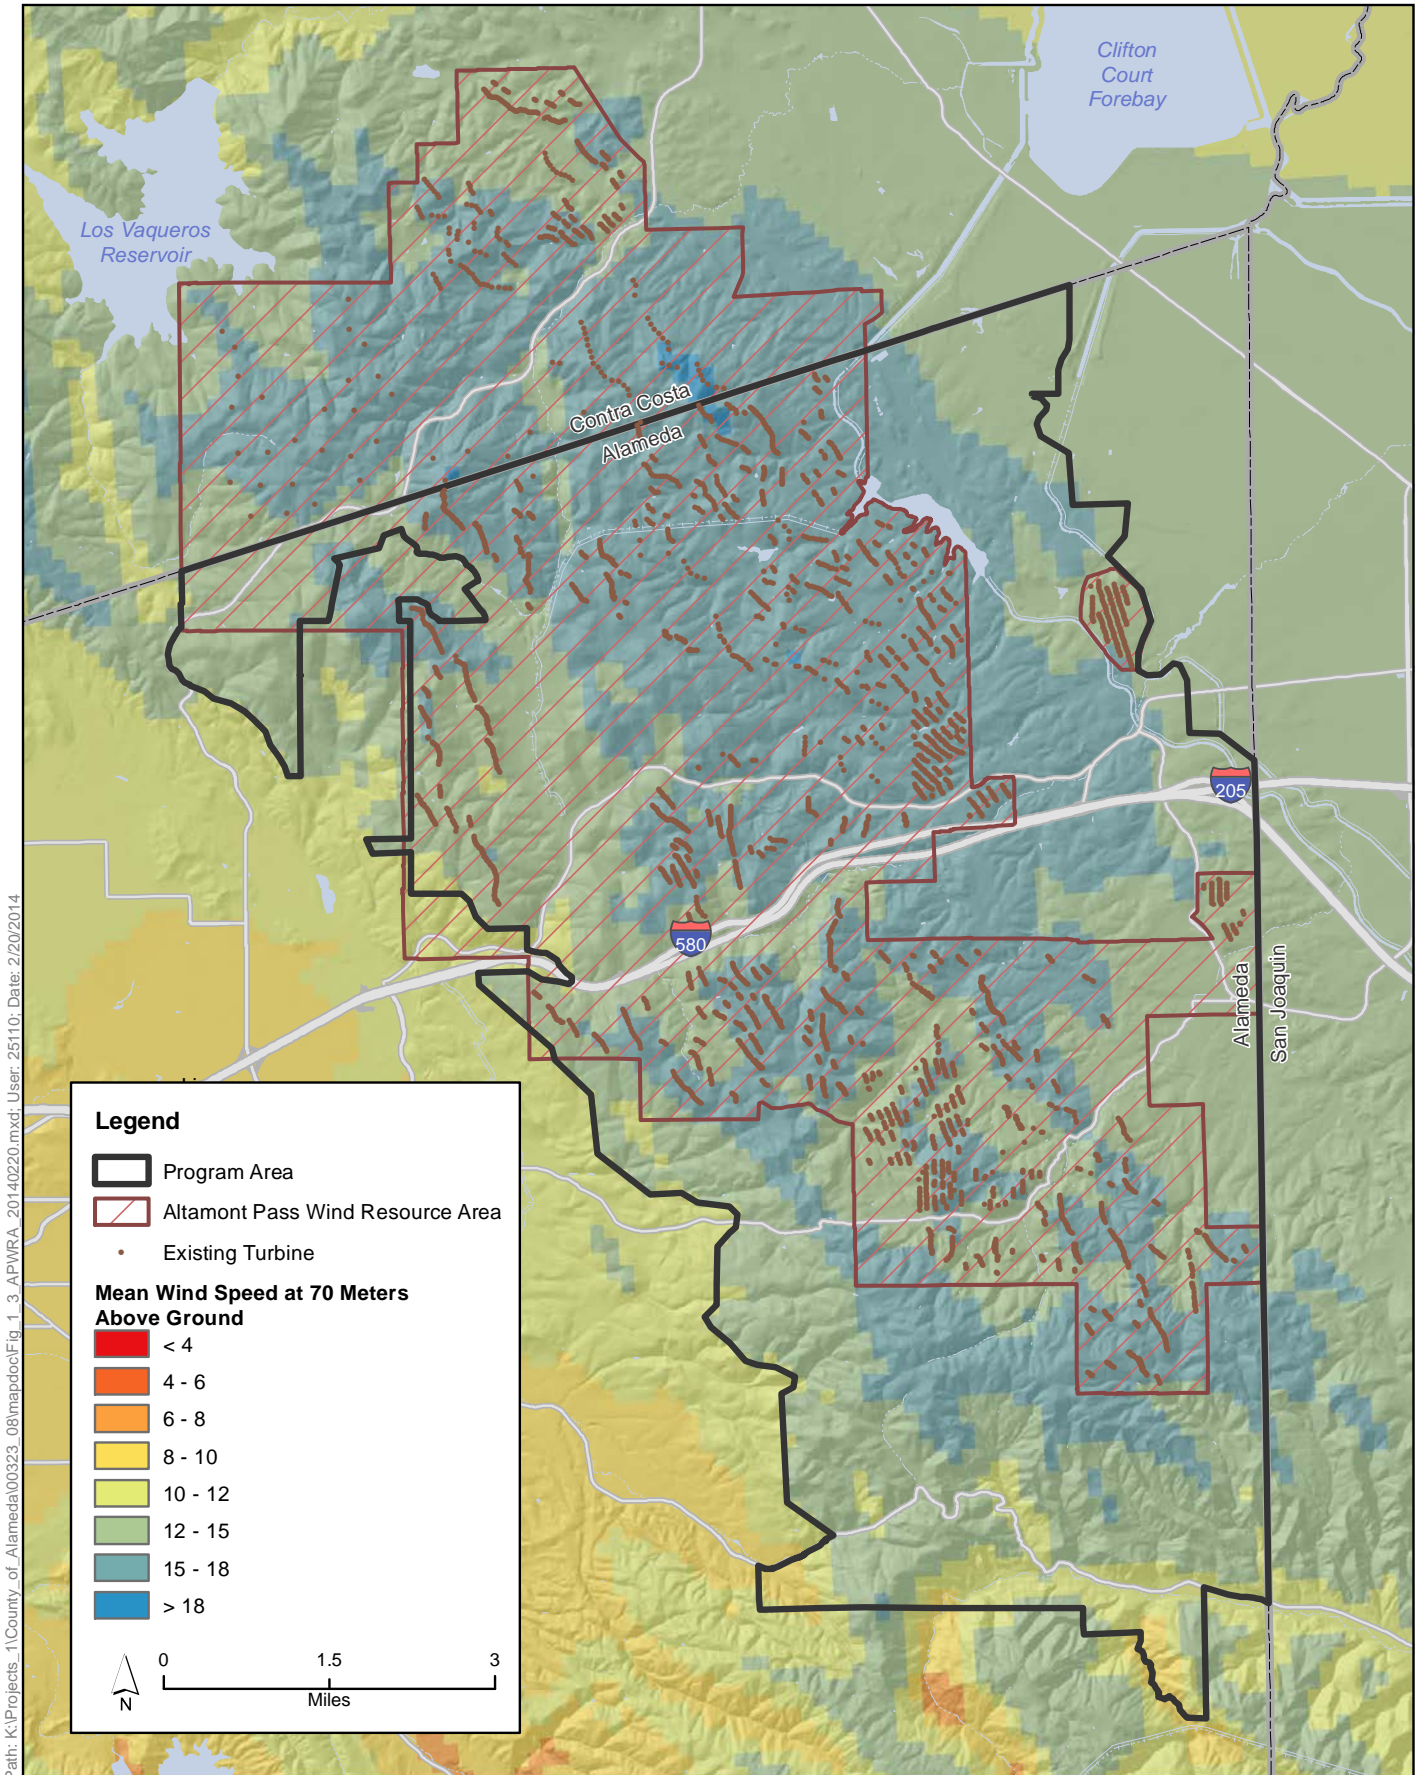 Clifton
Court
Forebay
Los Vaqueros
Reservoir
Contra Costa
Alameda
205
580
Alameda
San Joaquin
Legend
Program Area
Altamont Pass Wind Resource Area
Existing Turbine
Mean Wind Speed at 70 Meters
Above Ground
< 4
4 - 6
6 - 8
8 - 10
10 - 12
12 - 15
15 - 18
> 18
N
0 1.5 3
Miles
Path: K:\Projects_1\County_of_Alameda\00323_08\mapdoc\Fig_1_3_APWRA_20140220.mxd; User: 25110; Date: 2/20/2014